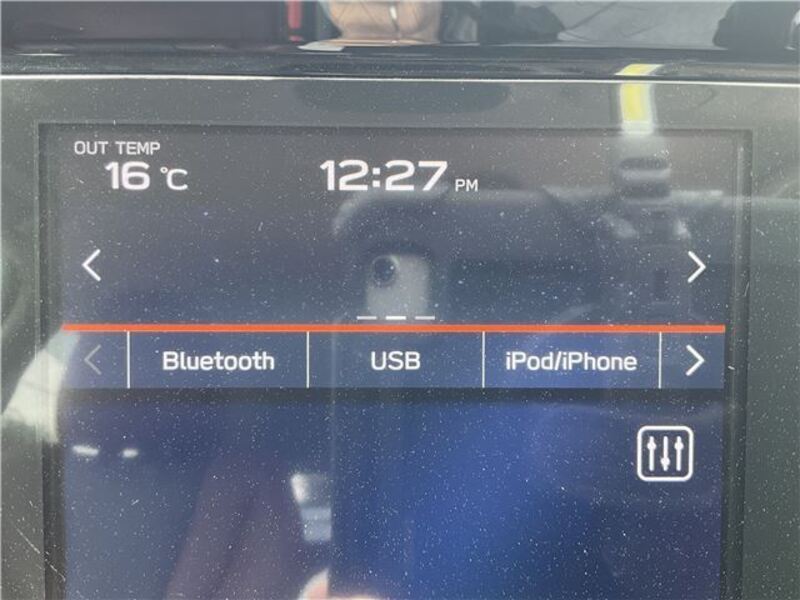 OUT TEMP
16 °C
12:27 PM
Bluetooth
USB
iPod/iPhone